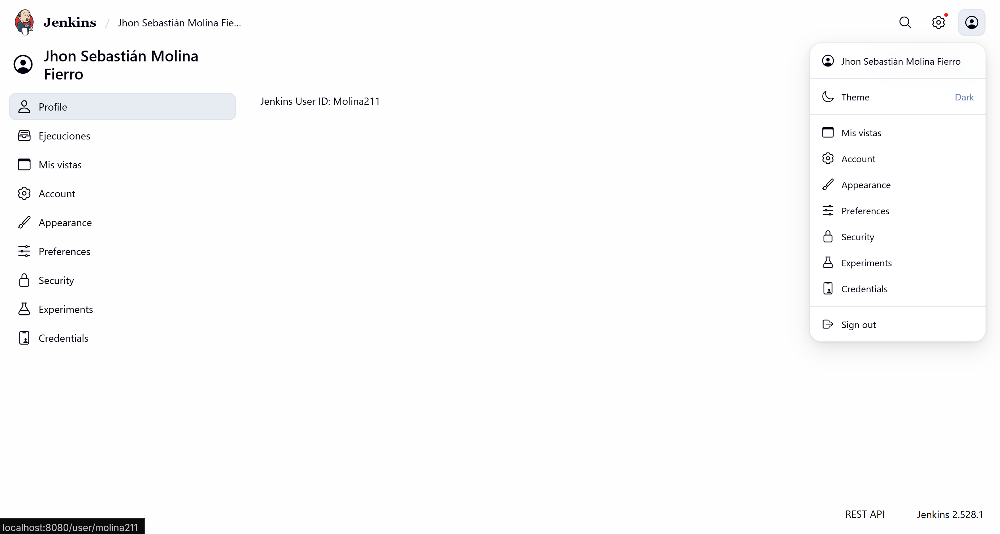 Jenkins / Jhon Sebastián Molina Fie...
Jhon Sebastián Molina
Fierro
Profile
Ejecuciones
Mis vistas
Account
Appearance
Preferences
Security
Experiments
Credentials
Jenkins User ID: Molina211
Jhon Sebastián Molina Fierro
Theme Dark
Mis vistas
Account
Appearance
Preferences
Security
Experiments
Credentials
Sign out
REST API Jenkins 2.528.1
localhost:8080/user/molina211